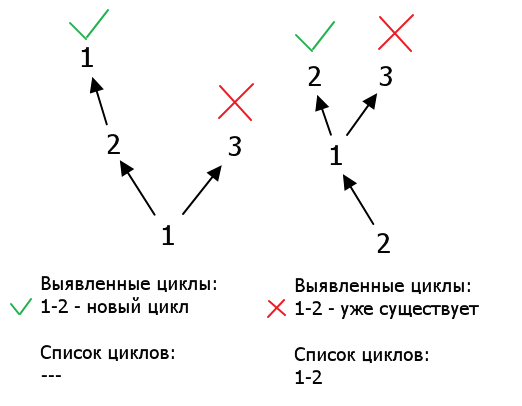 1
2
3
1
2
3
1
2
Выявленные циклы:
1-2 - новый цикл
Список циклов:
---
Выявленные циклы:
1-2 - уже существует
Список циклов:
1-2